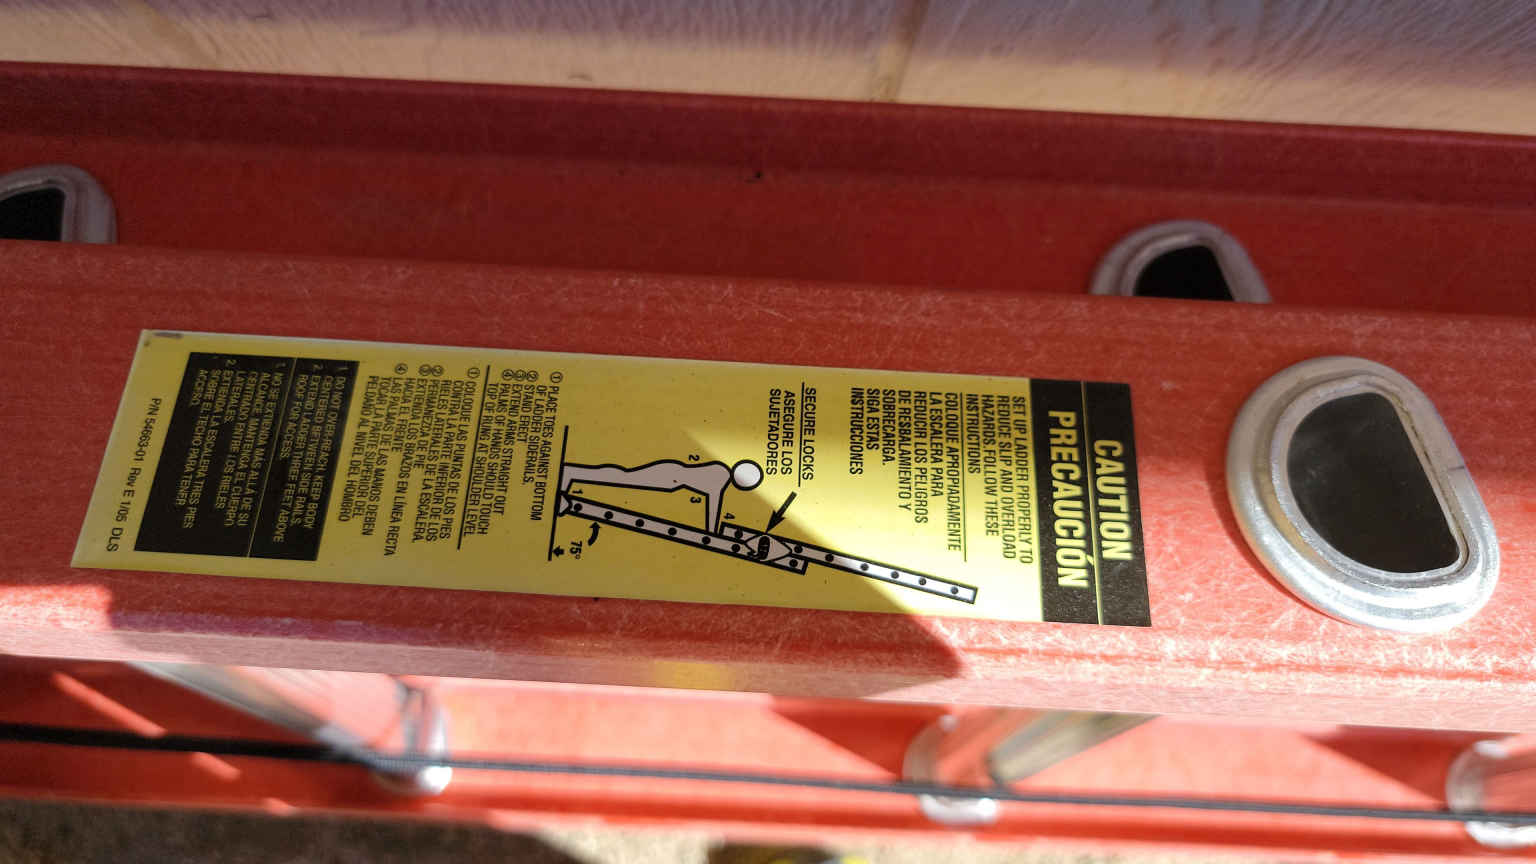 CAUTION
PRECAUCIÓN
SET UP LADDER PROPERLY TO
REDUCE SLIP AND OVERLOAD
HAZARDS FOLLOW THESE
INSTRUCTIONS
COLOQUE APROPIADAMENTE
LA ESCALERA PARA
REDUCIR LOS PELIGROS
DE RESBALAMIENTO Y
SOBRECARGA.
SIGA ESTAS
INSTRUCCIONES
SECURE LOCKS
ASEGURE LOS
SUJETADORES
4
2
3
1
75°
① PLACE TOES AGAINST BOTTOM
OF LADDER SIDERAILS.
② STAND ERECT
③ EXTEND ARMS STRAIGHT OUT
④ PALMS OF HANDS SHOULD TOUCH
TOP OF RUNG AT SHOULDER LEVEL
① COLOQUE LAS PUNTAS DE LOS PIES
CONTRA LA PARTE INFERIOR DE LOS
RIELES LATERALES DE LA ESCALERA.
② PERMANEZCA DE PIE
③ EXTIENDA LOS BRAZOS EN LINEA RECTA
HACIA EL FRENTE
④ LAS PALMAS DE LAS MANOS DEBEN
TOCAR LA PARTE SUPERIOR DEL
PELDAÑO AL NIVEL DEL HOMBRO
1. DO NOT OVER-REACH KEEP BODY
CENTERED BETWEEN SIDE RAILS.
2. EXTEND LADDER THREE FEET ABOVE
ROOF FOR ACCESS.
1. NO SE EXTIENDA MAS ALLÁ DE SU
ALCANCE. MANTENGA EL CUERPO
CENTRADO ENTRE LOS RIELES
LATERALES.
2. EXTIENDA LA ESCALERA TRES PIES
SOBRE EL TECHO PARA TENER
ACCESO.
P/N 54663-01 Rev E 1/05 DLS